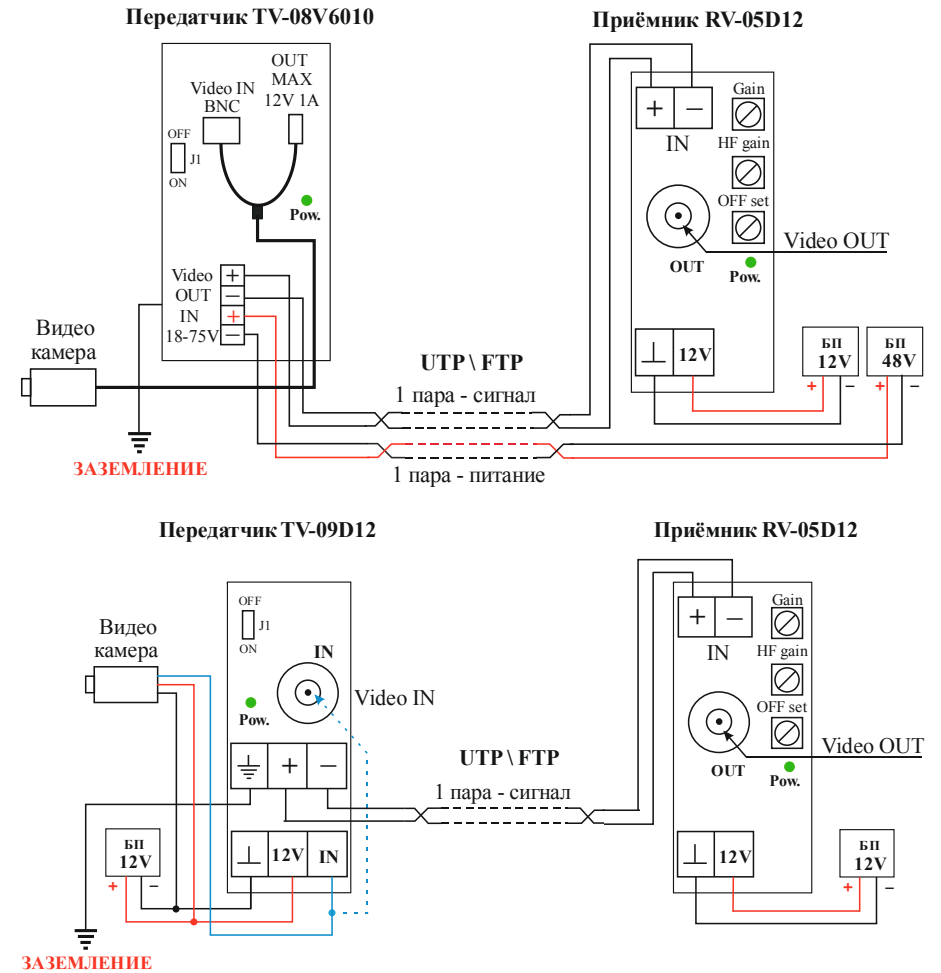 Передатчик TV-08V6010
Приёмник RV-05D12
OUT
MAX
12V 1A
Video IN
BNC
OFF
J1
ON
Pow.
Video
OUT
IN
18-75V
+
–
+
–
Видео
камера
ЗАЗЕМЛЕНИЕ
UTP \ FTP
1 пара - сигнал
1 пара - питание
+ –
IN
Gain
HF gain
OFF set
OUT
Video OUT
Pow.
⊥ 12V
БП
12V
+ –
БП
48V
+ –
Передатчик TV-09D12
Приёмник RV-05D12
OFF
J1
ON
IN
Video IN
Pow.
Видео
камера
+ –
⊥ 12V IN
БП
12V
+ –
ЗАЗЕМЛЕНИЕ
UTP \ FTP
1 пара - сигнал
+ –
IN
Gain
HF gain
OFF set
OUT
Video OUT
Pow.
⊥ 12V
БП
12V
+ –